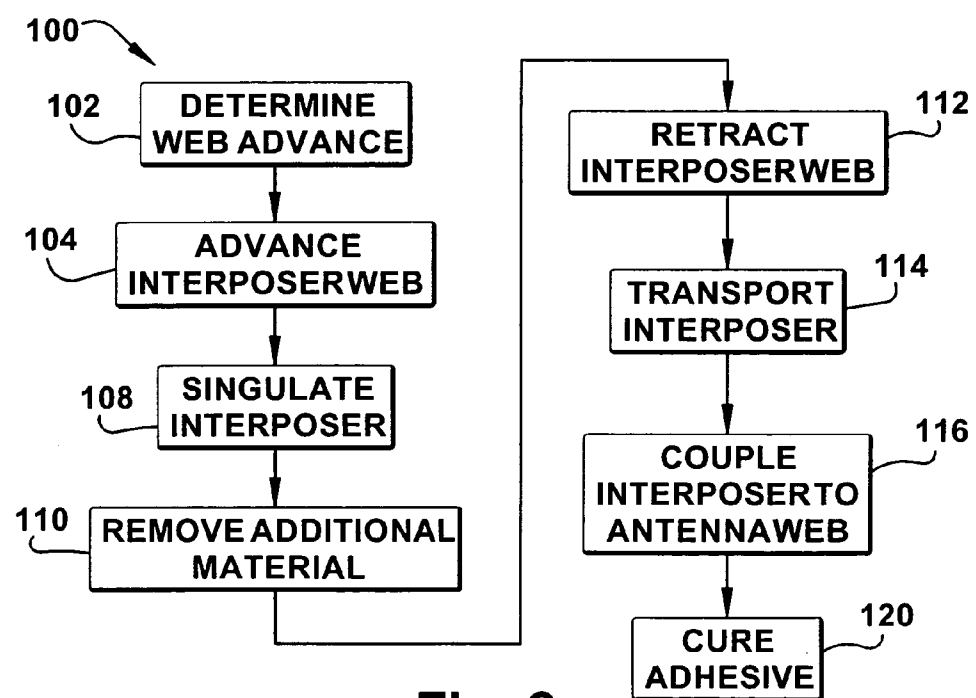 100
102
DETERMINE
WEB ADVANCE
104
ADVANCE
INTERPOSERWEB
108
SINGULATE
INTERPOSER
110
REMOVE ADDITIONAL
MATERIAL
112
RETRACT
INTERPOSERWEB
114
TRANSPORT
INTERPOSER
116
COUPLE
INTERPOSERTO
ANTENNAWEB
120
CURE
ADHESIVE